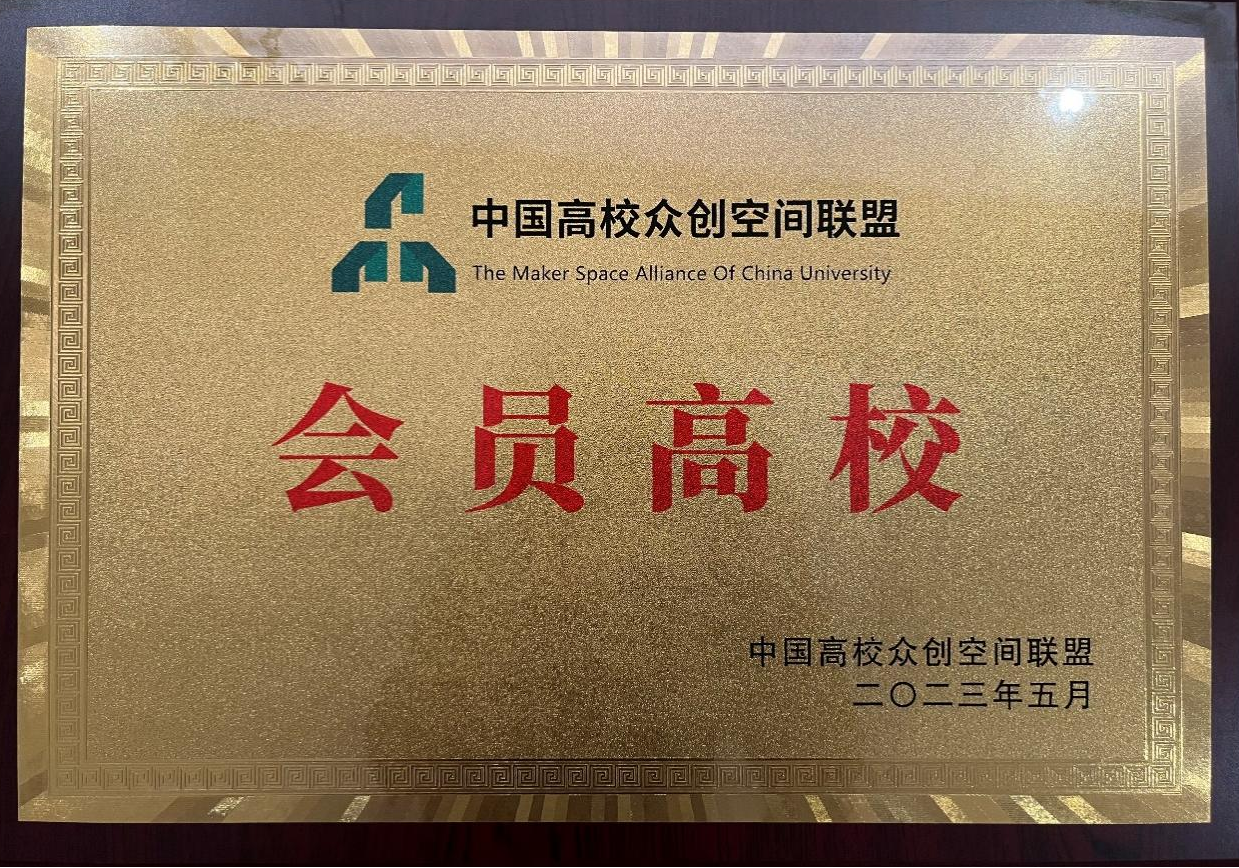 中国高校众创空间联盟
The Maker Space Alliance Of China University
会员高校
中国高校众创空间联盟
二〇二三年五月